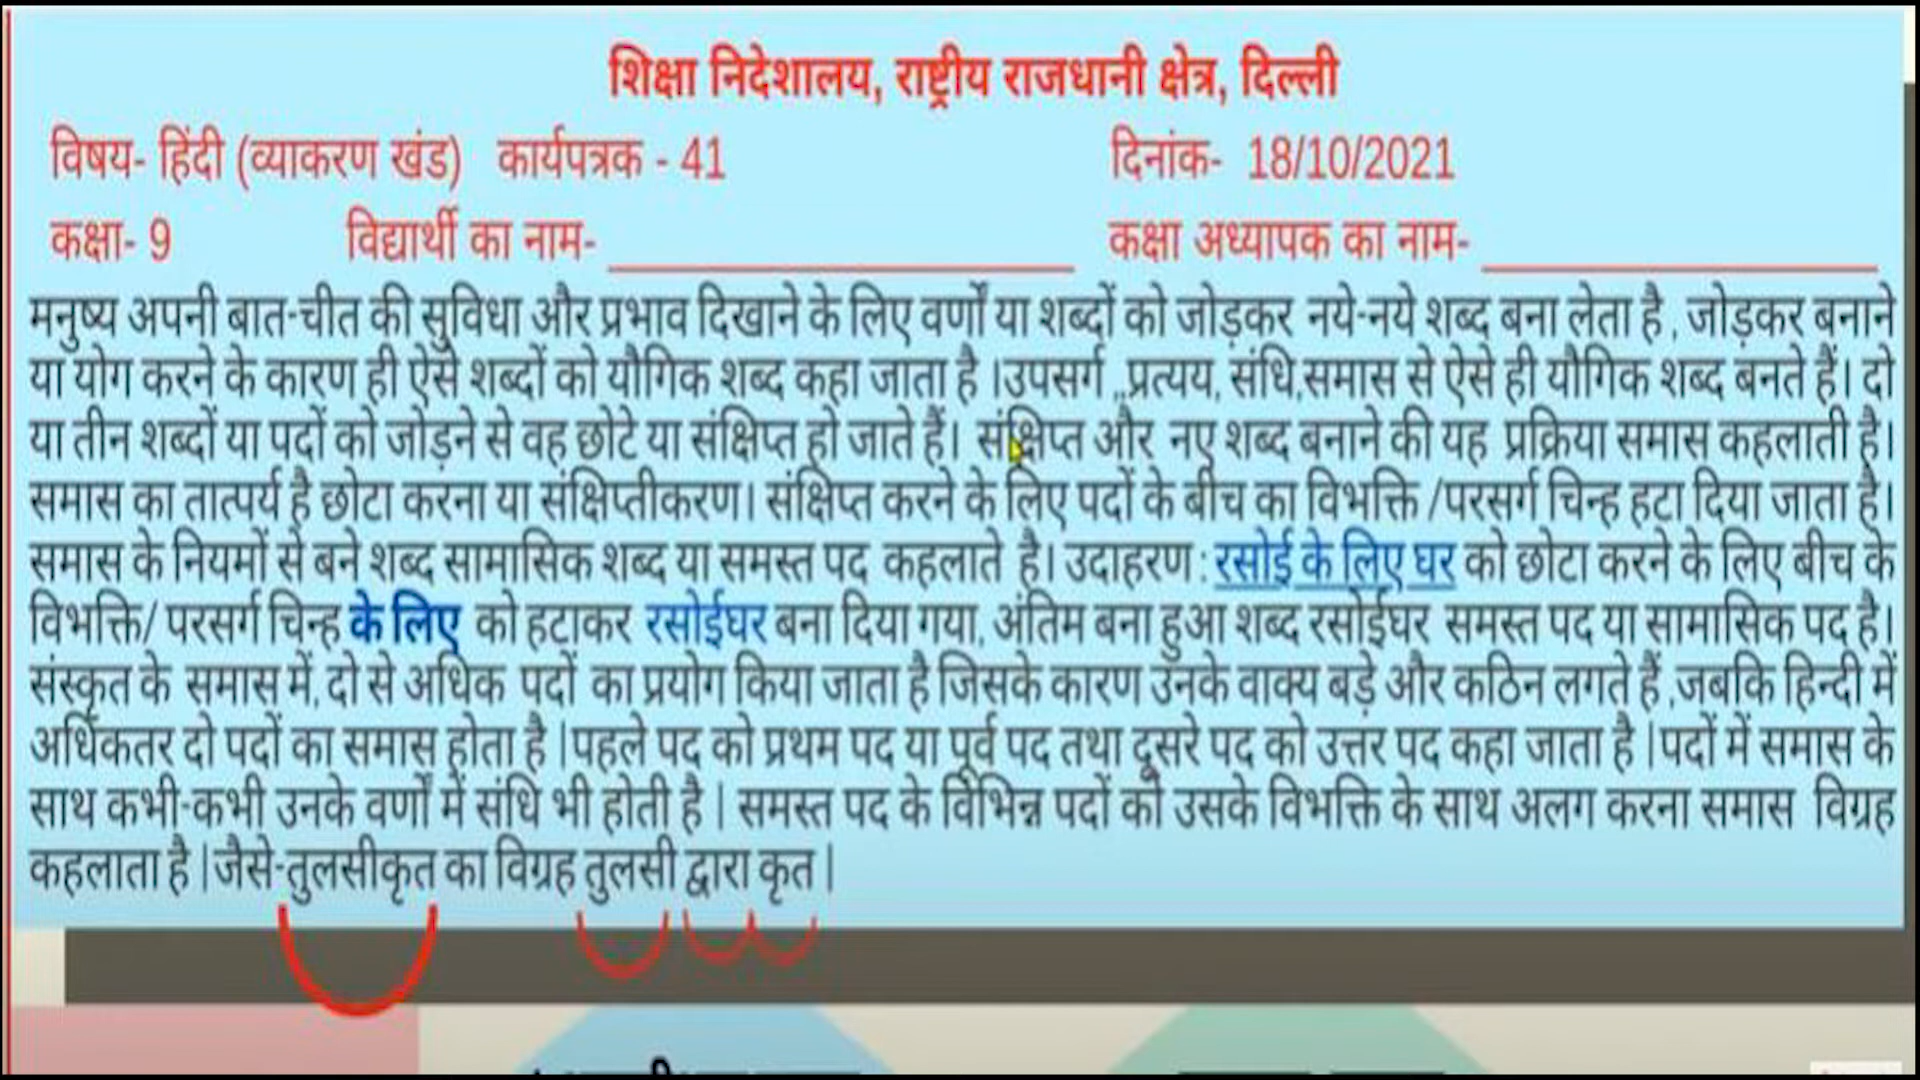 शिक्षा निदेशालय, राष्ट्रीय राजधानी क्षेत्र, दिल्ली
विषय- हिंदी (व्याकरण खंड) कार्यपत्रक - 41 दिनांक- 18/10/2021
कक्षा- 9 विद्यार्थी का नाम- कक्षा अध्यापक का नाम-
मनुष्य अपनी बात-चीत की सुविधा और प्रभाव दिखाने के लिए वर्णों या शब्दों को जोड़कर नये-नये शब्द बना लेता है , जोड़कर बनाने
या योग करने के कारण ही ऐसे शब्दों को यौगिक शब्द कहा जाता है ।उपसर्ग ,,प्रत्यय, संधि,समास से ऐसे ही यौगिक शब्द बनते हैं। दो
या तीन शब्दों या पदों को जोड़ने से वह छोटे या संक्षिप्त हो जाते हैं। संक्षिप्त और नए शब्द बनाने की यह प्रक्रिया समास कहलाती है।
समास का तात्पर्य है छोटा करना या संक्षिप्तीकरण। संक्षिप्त करने के लिए पदों के बीच का विभक्ति /परसर्ग चिन्ह हटा दिया जाता है।
समास के नियमों से बने शब्द सामासिक शब्द या समस्त पद कहलाते है। उदाहरण : रसोई के लिए घर को छोटा करने के लिए बीच के
विभक्ति/ परसर्ग चिन्ह के लिए को हटाकर रसोईघर बना दिया गया, अंतिम बना हुआ शब्द रसोईघर समस्त पद या सामासिक पद है।
संस्कृत के समास में, दो से अधिक पदों का प्रयोग किया जाता है जिसके कारण उनके वाक्य बड़े और कठिन लगते हैं ,जबकि हिन्दी में
अधिकतर दो पदों का समास होता है |पहले पद को प्रथम पद या पूर्व पद तथा दूसरे पद को उत्तर पद कहा जाता है |पदों में समास के
साथ कभी-कभी उनके वर्णों में संधि भी होती है | समस्त पद के विभिन्न पदों को उसके विभक्ति के साथ अलग करना समास विग्रह
कहलाता है |जैसे-तुलसीकृत का विग्रह तुलसी द्वारा कृत |